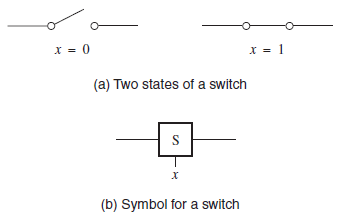 x = 0
x = 1
(a) Two states of a switch
S
x
(b) Symbol for a switch